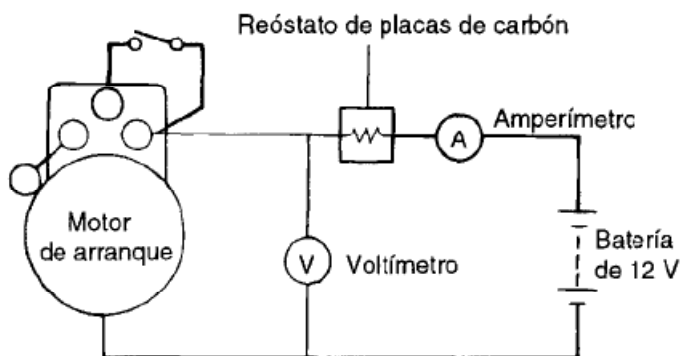 Reóstato de placas de carbón
Amperímetro
A
Motor
de arranque
V
Voltímetro
Batería
de 12 V